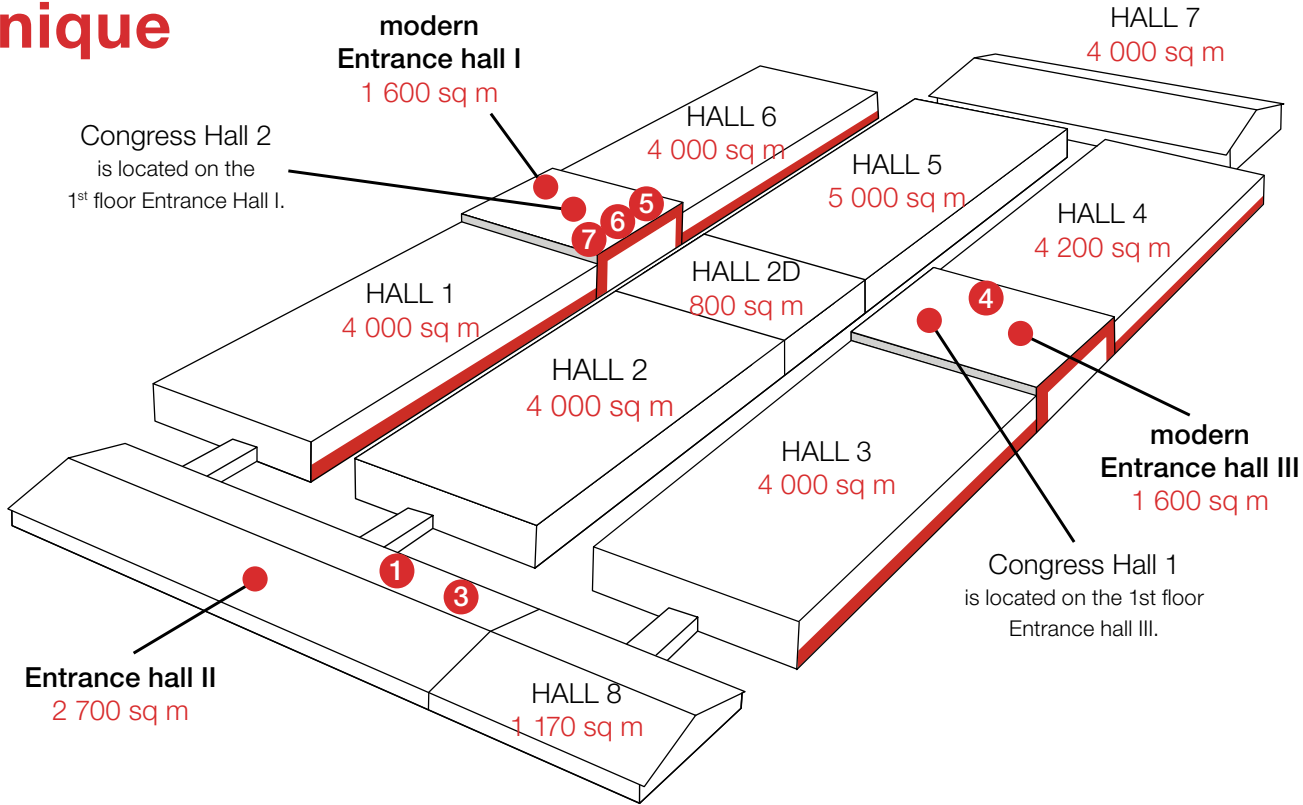 nique
HALL 7
4 000 sq m
modern
Entrance hall I
1 600 sq m
Congress Hall 2
is located on the
1st floor Entrance Hall I.
HALL 6
4 000 sq m
HALL 5
5 000 sq m
HALL 4
4 200 sq m
5
6
7
HALL 1
4 000 sq m
HALL 2D
800 sq m
4
HALL 2
4 000 sq m
HALL 3
4 000 sq m
modern
Entrance hall III
1 600 sq m
Congress Hall 1
is located on the 1st floor
Entrance hall III.
1
3
Entrance hall II
2 700 sq m
HALL 8
1 170 sq m